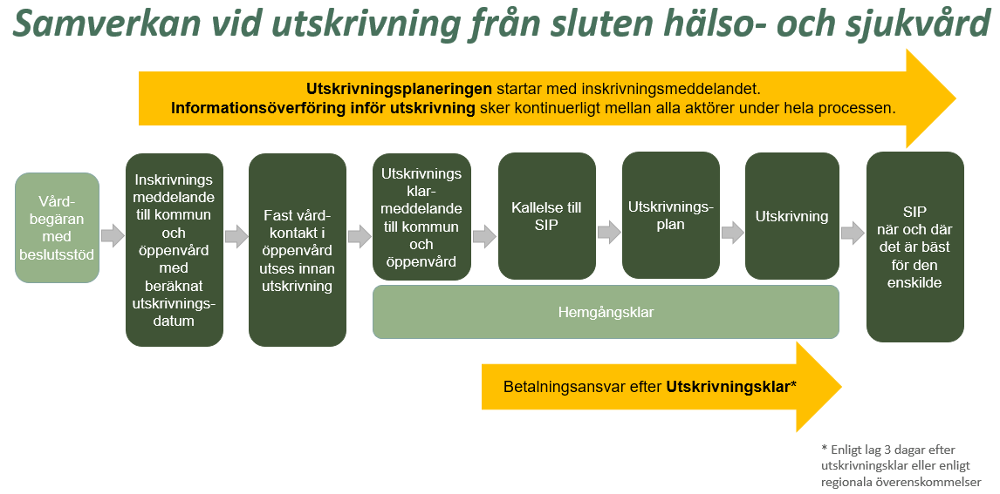 Samverkan vid utskrivning från sluten hälso- och sjukvård
Utskrivningsplaneringen startar med inskrivningsmeddelandet.
Informationsöverföring inför utskrivning sker kontinuerligt mellan alla aktörer under hela processen.
Vård-
begäran
med
beslutsstöd
Inskrivnings
meddelande
till kommun
och
öppenvård
med
beräknat
utskrivnings-
datum
Fast vård-
kontakt i
öppenvård
utses innan
utskrivning
Utskrivnings
klar-
meddelande
till kommun
och
öppenvård
Kallelse till
SIP
Utskrivnings-
plan
Utskrivning
SIP
när och där
det är bäst
för den
enskilde
Hemgångsklar
Betalningsansvar efter Utskrivningsklar*
* Enligt lag 3 dagar efter
utskrivningsklar eller enligt
regionala överenskommelser